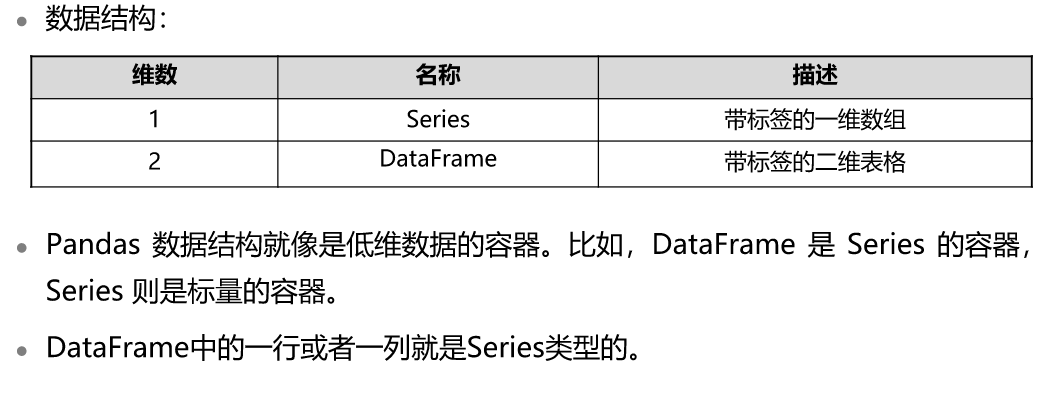 数据结构：
维数 名称 描述
1 Series 带标签的一维数组
2 DataFrame 带标签的二维表格
Pandas 数据结构就像是低维数据的容器。比如，DataFrame 是 Series 的容器，
Series 则是标量的容器。
DataFrame中的一行或者一列就是Series类型的。